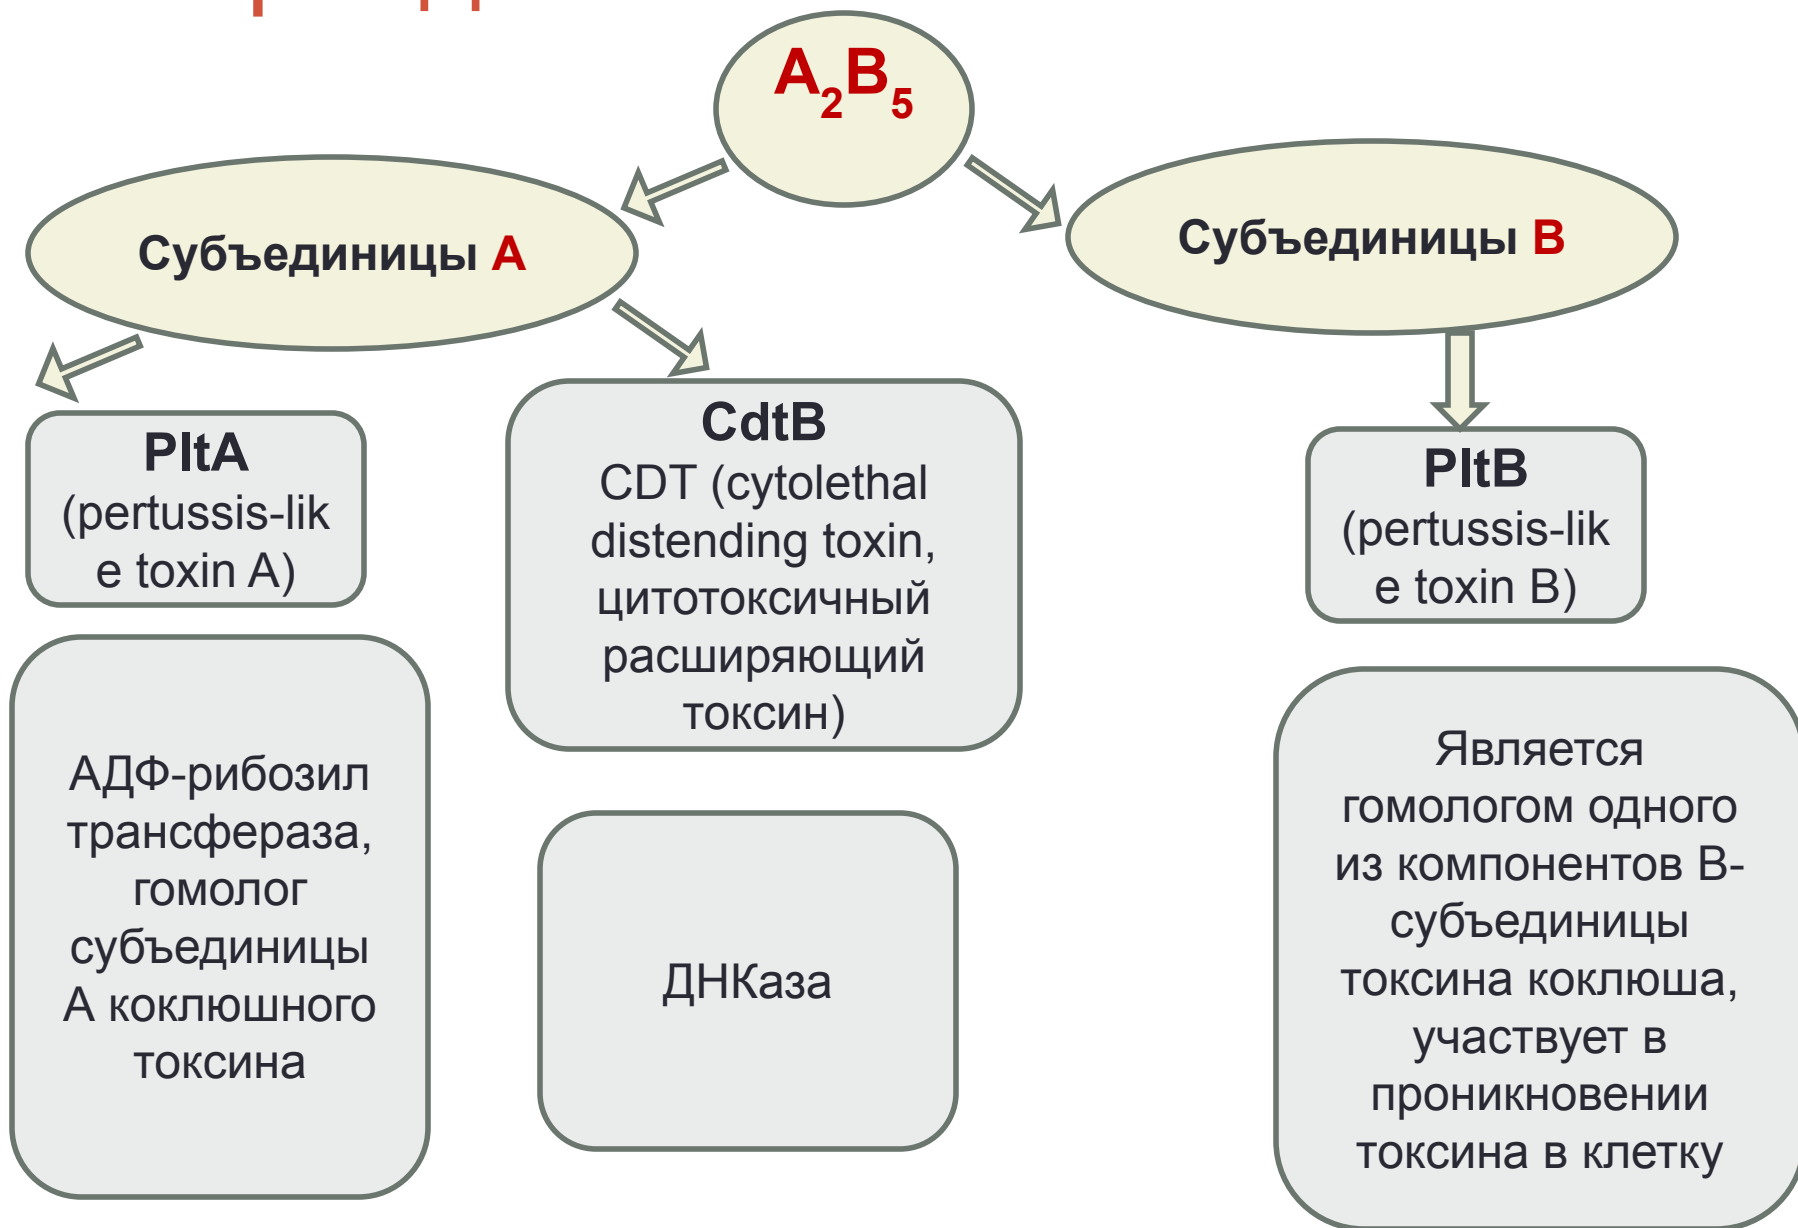 A2B5
Субъединицы А
Субъединицы В
PltA
(pertussis-lik
e toxin A)
CdtB
CDT (cytolethal
distending toxin,
цитотоксичный
расширяющий
токсин)
PltB
(pertussis-lik
e toxin B)
АДФ-рибозил
трансфераза,
гомолог
субъединицы
А коклюшного
токсина
ДНКаза
Является
гомологом одного
из компонентов В-
субъединицы
токсина коклюша,
участвует в
проникновении
токсина в клетку